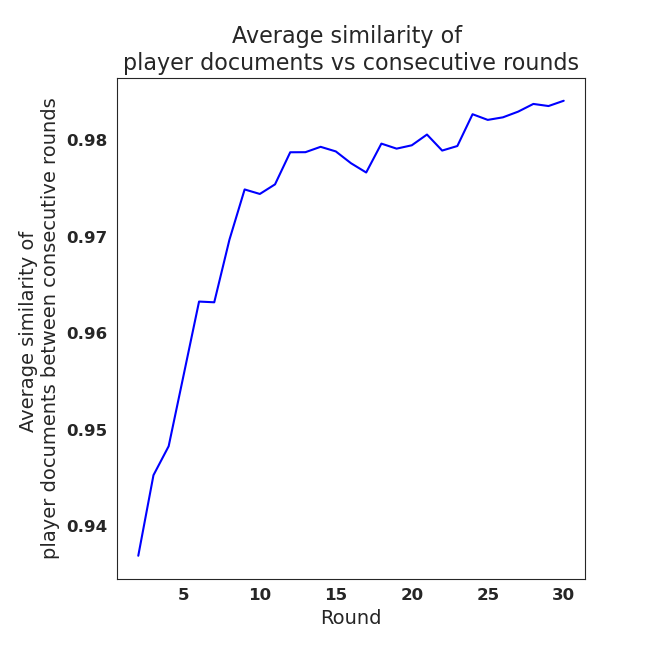 Average similarity of
player documents vs consecutive rounds
Average similarity of
player documents between consecutive rounds
0.98
0.97
0.96
0.95
0.94
5 10 15 20 25 30
Round